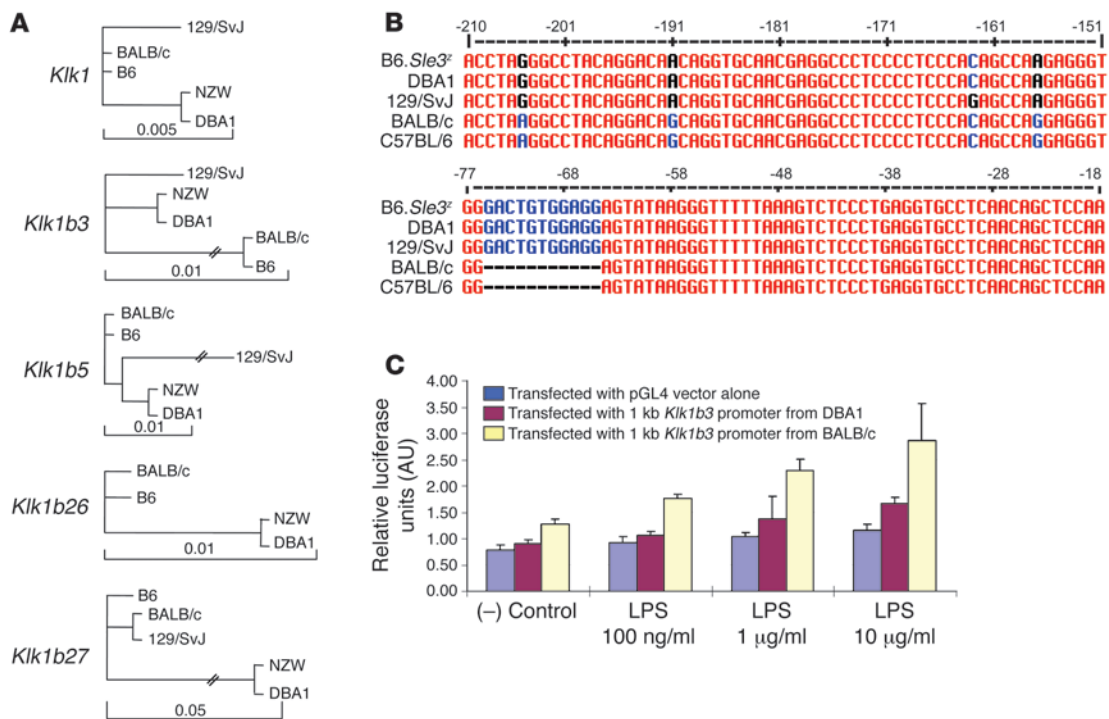 A
Klk1
129/SvJ
BALB/c
B6
NZW
DBA1
0.005
Klk1b3
129/SvJ
NZW
DBA1
BALB/c
B6
0.01
Klk1b5
BALB/c
B6
129/SvJ
NZW
DBA1
0.01
Klk1b26
BALB/c
B6
NZW
DBA1
0.01
Klk1b27
B6
BALB/c
129/SvJ
NZW
DBA1
0.05
B
-210 -201 -191 -181 -171 -161 -151
B6.Sle3ᶻ ACCTAGGGCCTACAGGACAACAGGTGCAACGAGGCCCTCCCCTCCCACAGCCAAGAGGGT
DBA1 ACCTAGGGCCTACAGGACAACAGGTGCAACGAGGCCCTCCCCTCCCACAGCCAAGAGGGT
129/SvJ ACCTAGGGCCTACAGGACAACAGGTGCAACGAGGCCCTCCCCTCCCAGAGCCAAGAGGGT
BALB/c ACCTAAGGCCTACAGGACAGCAGGTGCAACGAGGCCCTCCCCTCCCACAGCCAGGAGGGT
C57BL/6 ACCTAAGGCCTACAGGACAGCAGGTGCAACGAGGCCCTCCCCTCCCACAGCCAGGAGGGT
-77 -68 -58 -48 -38 -28 -18
B6.Sle3ᶻ GGGACTGTGGAGGAGTATAAGGGTTTTTAAAGTCTCCCTGAGGTGCCTCAACAGCTCCAA
DBA1 GGGACTGTGGAGGAGTATAAGGGTTTTTAAAGTCTCCCTGAGGTGCCTCAACAGCTCCAA
129/SvJ GGGACTGTGGAGGAGTATAAGGGTTTTTAAAGTCTCCCTGAGGTGCCTCAACAGCTCCAA
BALB/c GG-----------AGTATAAGGGTTTTTAAAGTCTCCCTGAGGTGCCTCAACAGCTCCAA
C57BL/6 GG-----------AGTATAAGGGTTTTTAAAGTCTCCCTGAGGTGCCTCAACAGCTCCAA
C
Relative luciferase
units (AU)
4.00
3.50
3.00
2.50
2.00
1.50
1.00
0.50
0.00
Transfected with pGL4 vector alone
Transfected with 1 kb Klk1b3 promoter from DBA1
Transfected with 1 kb Klk1b3 promoter from BALB/c
(–) Control
LPS
100 ng/ml
LPS
1 μg/ml
LPS
10 μg/ml